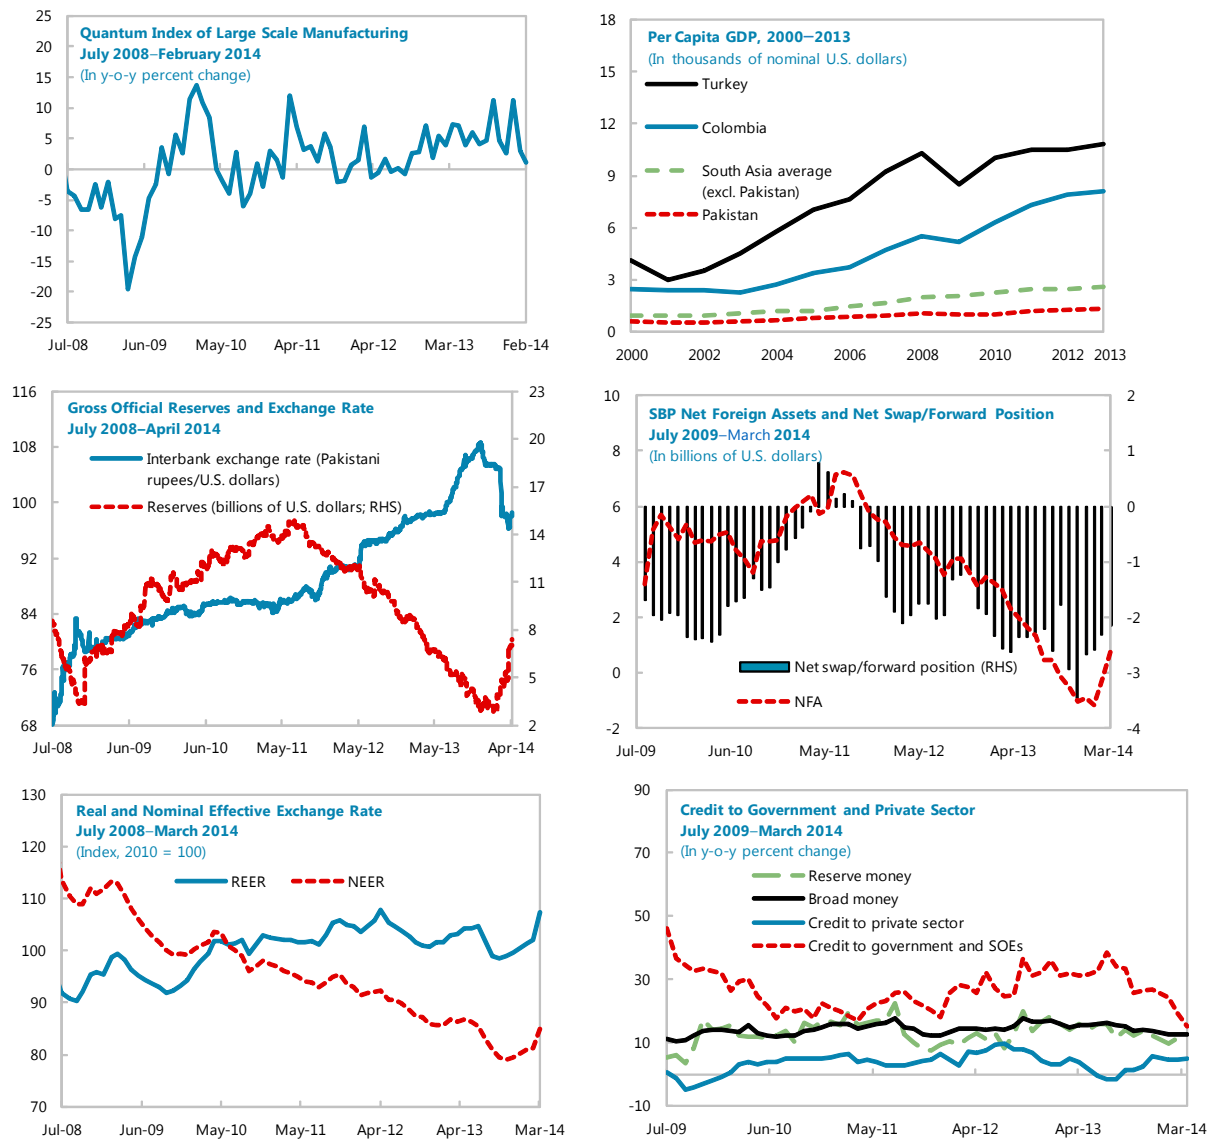 Quantum Index of Large Scale Manufacturing
July 2008–February 2014
(In y-o-y percent change)
25
20
15
10
5
0
-5
-10
-15
-20
-25
Jul-08 Jun-09 May-10 Apr-11 Apr-12 Mar-13 Feb-14
Per Capita GDP, 2000–2013
(In thousands of nominal U.S. dollars)
Turkey
Colombia
South Asia average
(excl. Pakistan)
Pakistan
18
15
12
9
6
3
0
2000 2002 2004 2006 2008 2010 2012 2013
Gross Official Reserves and Exchange Rate
July 2008–April 2014
Interbank exchange rate (Pakistani
rupees/U.S. dollars)
Reserves (billions of U.S. dollars; RHS)
116
108
100
92
84
76
68
23
20
17
14
11
8
5
2
Jul-08 Jun-09 Jun-10 May-11 May-12 May-13 Apr-14
SBP Net Foreign Assets and Net Swap/Forward Position
July 2009–March 2014
(In billions of U.S. dollars)
Net swap/forward position (RHS)
NFA
10
8
6
4
2
0
-2
2
1
0
-1
-2
-3
-4
Jul-09 Jun-10 May-11 May-12 Apr-13 Mar-14
Real and Nominal Effective Exchange Rate
July 2008–March 2014
(Index, 2010 = 100)
REER NEER
130
120
110
100
90
80
70
Jul-08 Jun-09 May-10 May-11 Apr-12 Apr-13 Mar-14
Credit to Government and Private Sector
July 2009–March 2014
(In y-o-y percent change)
Reserve money
Broad money
Credit to private sector
Credit to government and SOEs
90
70
50
30
10
-10
Jul-09 Jun-10 May-11 Apr-12 Apr-13 Mar-14